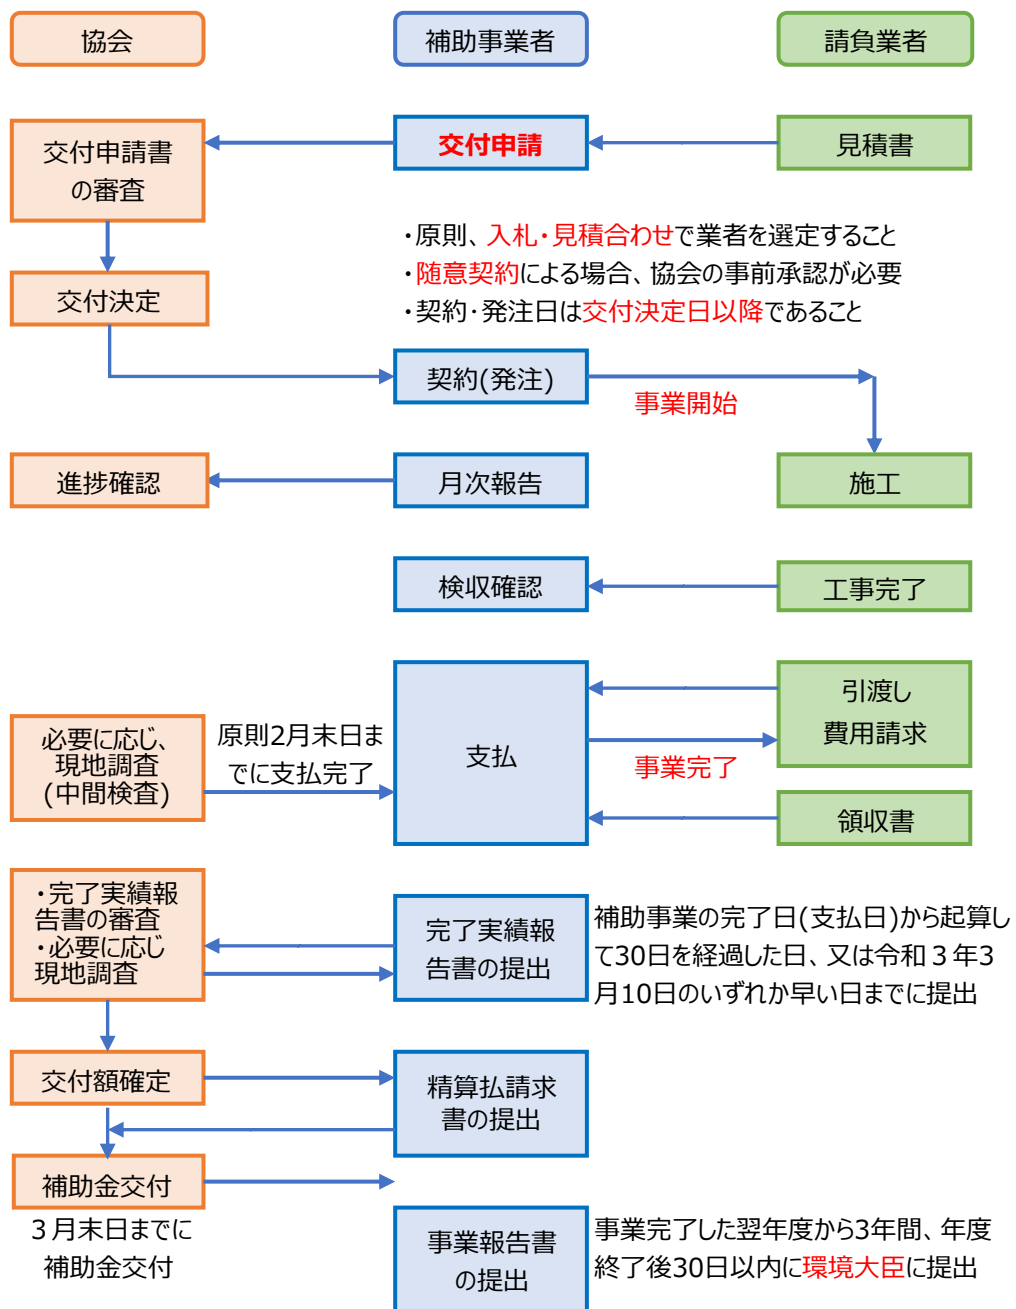 協会
補助事業者
請負業者
交付申請書
の審査
交付申請
見積書
・原則、入札・見積合わせで業者を選定すること
・随意契約による場合、協会の事前承認が必要
・契約・発注日は交付決定日以降であること
交付決定
契約(発注)
事業開始
進捗確認
月次報告
施工
検収確認
工事完了
必要に応じ、
現地調査
(中間検査)
原則2月末日ま
でに支払完了
支払
事業完了
引渡し
費用請求
領収書
・完了実績報
告書の審査
・必要に応じ
現地調査
完了実績報
告書の提出
補助事業の完了日(支払日)から起算し
て30日を経過した日、又は令和３年3
月10日のいずれか早い日までに提出
交付額確定
精算払請求
書の提出
補助金交付
３月末日までに
補助金交付
事業報告書
の提出
事業完了した翌年度から3年間、年度
終了後30日以内に環境大臣に提出